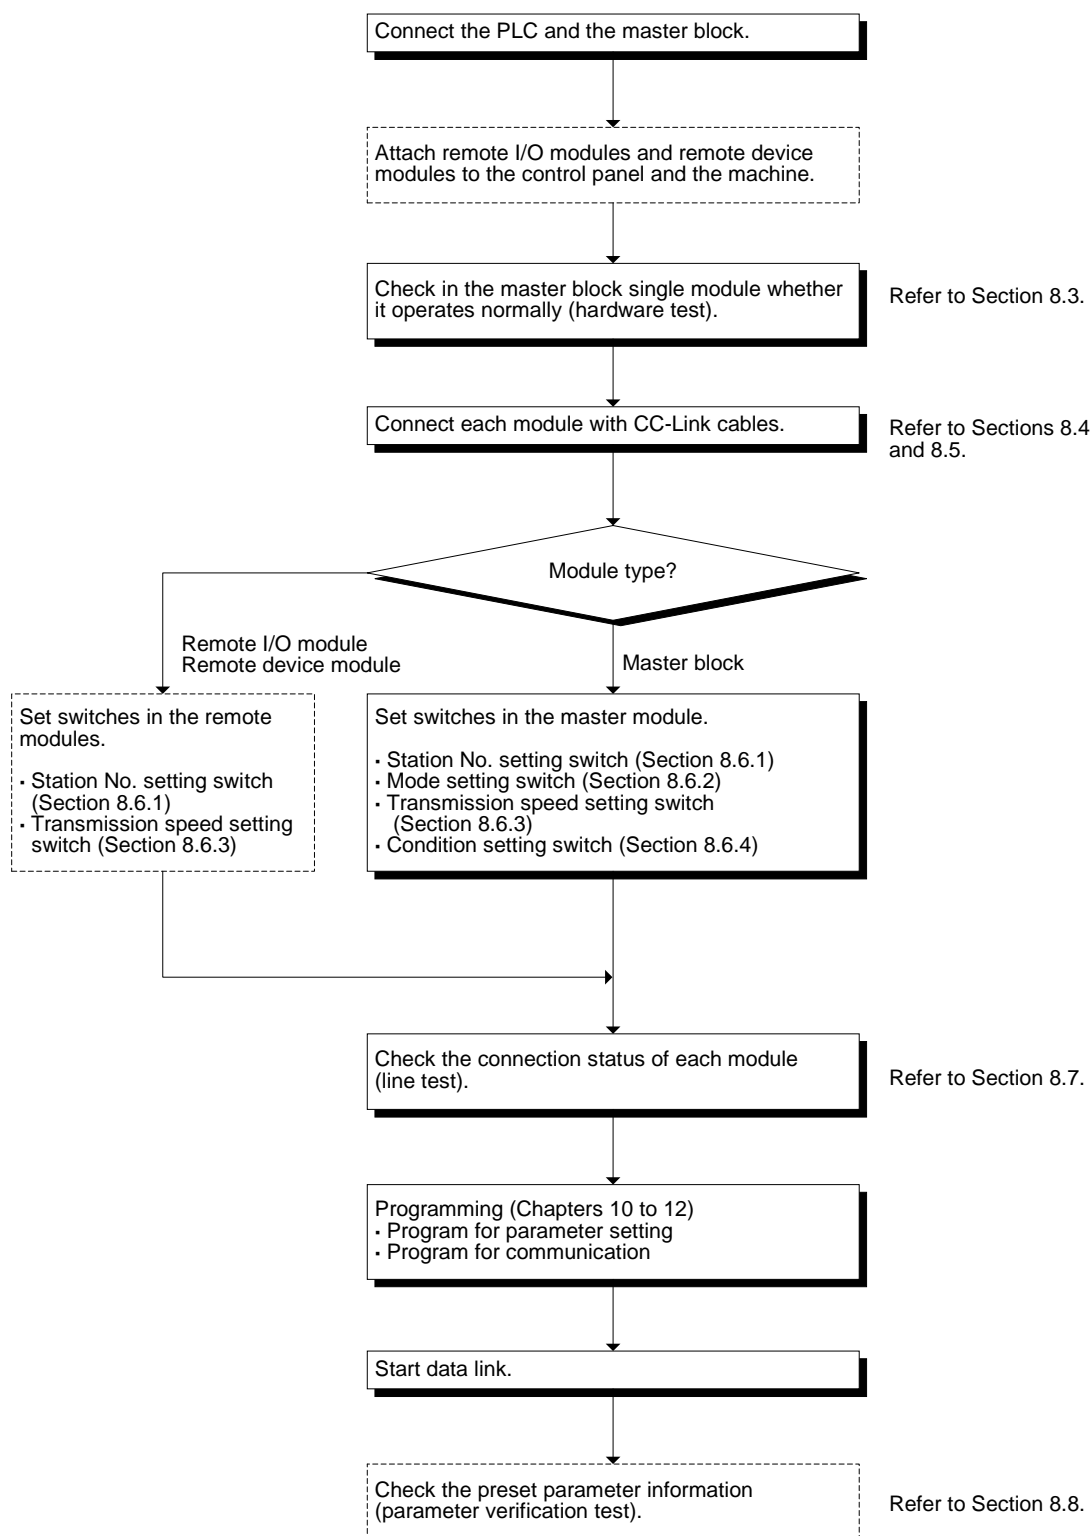 Connect the PLC and the master block.
Attach remote I/O modules and remote device
modules to the control panel and the machine.
Check in the master block single module whether
it operates normally (hardware test).
Refer to Section 8.3.
Connect each module with CC-Link cables.
Refer to Sections 8.4
and 8.5.
Module type?
Remote I/O module
Remote device module
Master block
Set switches in the remote
modules.
· Station No. setting switch
(Section 8.6.1)
· Transmission speed setting
switch (Section 8.6.3)
Set switches in the master module.
· Station No. setting switch (Section 8.6.1)
· Mode setting switch (Section 8.6.2)
· Transmission speed setting switch
(Section 8.6.3)
· Condition setting switch (Section 8.6.4)
Check the connection status of each module
(line test).
Refer to Section 8.7.
Programming (Chapters 10 to 12)
· Program for parameter setting
· Program for communication
Start data link.
Check the preset parameter information
(parameter verification test).
Refer to Section 8.8.